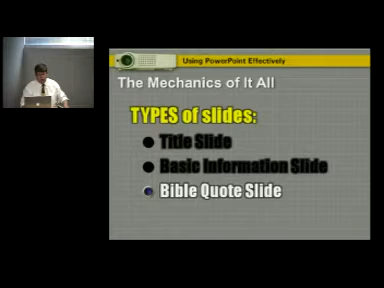 Using PowerPoint Effectively
The Mechanics of It All
TYPES of slides:
Title Slide
Basic Information Slide
Bible Quote Slide